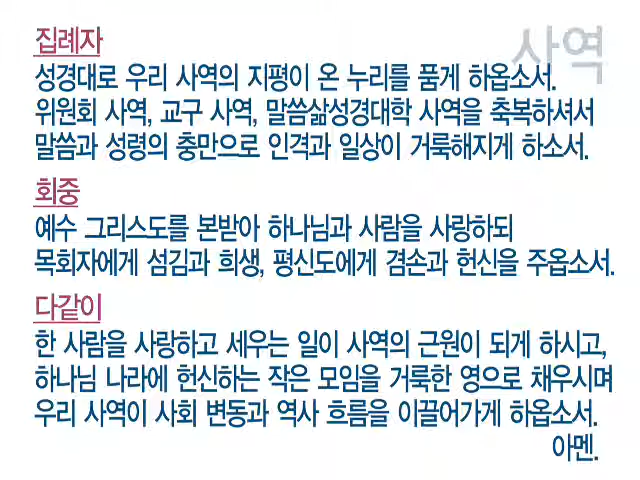 사역
집례자
성경대로 우리 사역의 지평이 온 누리를 품게 하옵소서.
위원회 사역, 교구 사역, 말씀삶성경대학 사역을 축복하셔서
말씀과 성령의 충만으로 인격과 일상이 거룩해지게 하소서.
회중
예수 그리스도를 본받아 하나님과 사람을 사랑하되
목회자에게 섬김과 희생, 평신도에게 겸손과 헌신을 주옵소서.
다같이
한 사람을 사랑하고 세우는 일이 사역의 근원이 되게 하시고,
하나님 나라에 헌신하는 작은 모임을 거룩한 영으로 채우시며
우리 사역이 사회 변동과 역사 흐름을 이끌어가게 하옵소서.
아멘.